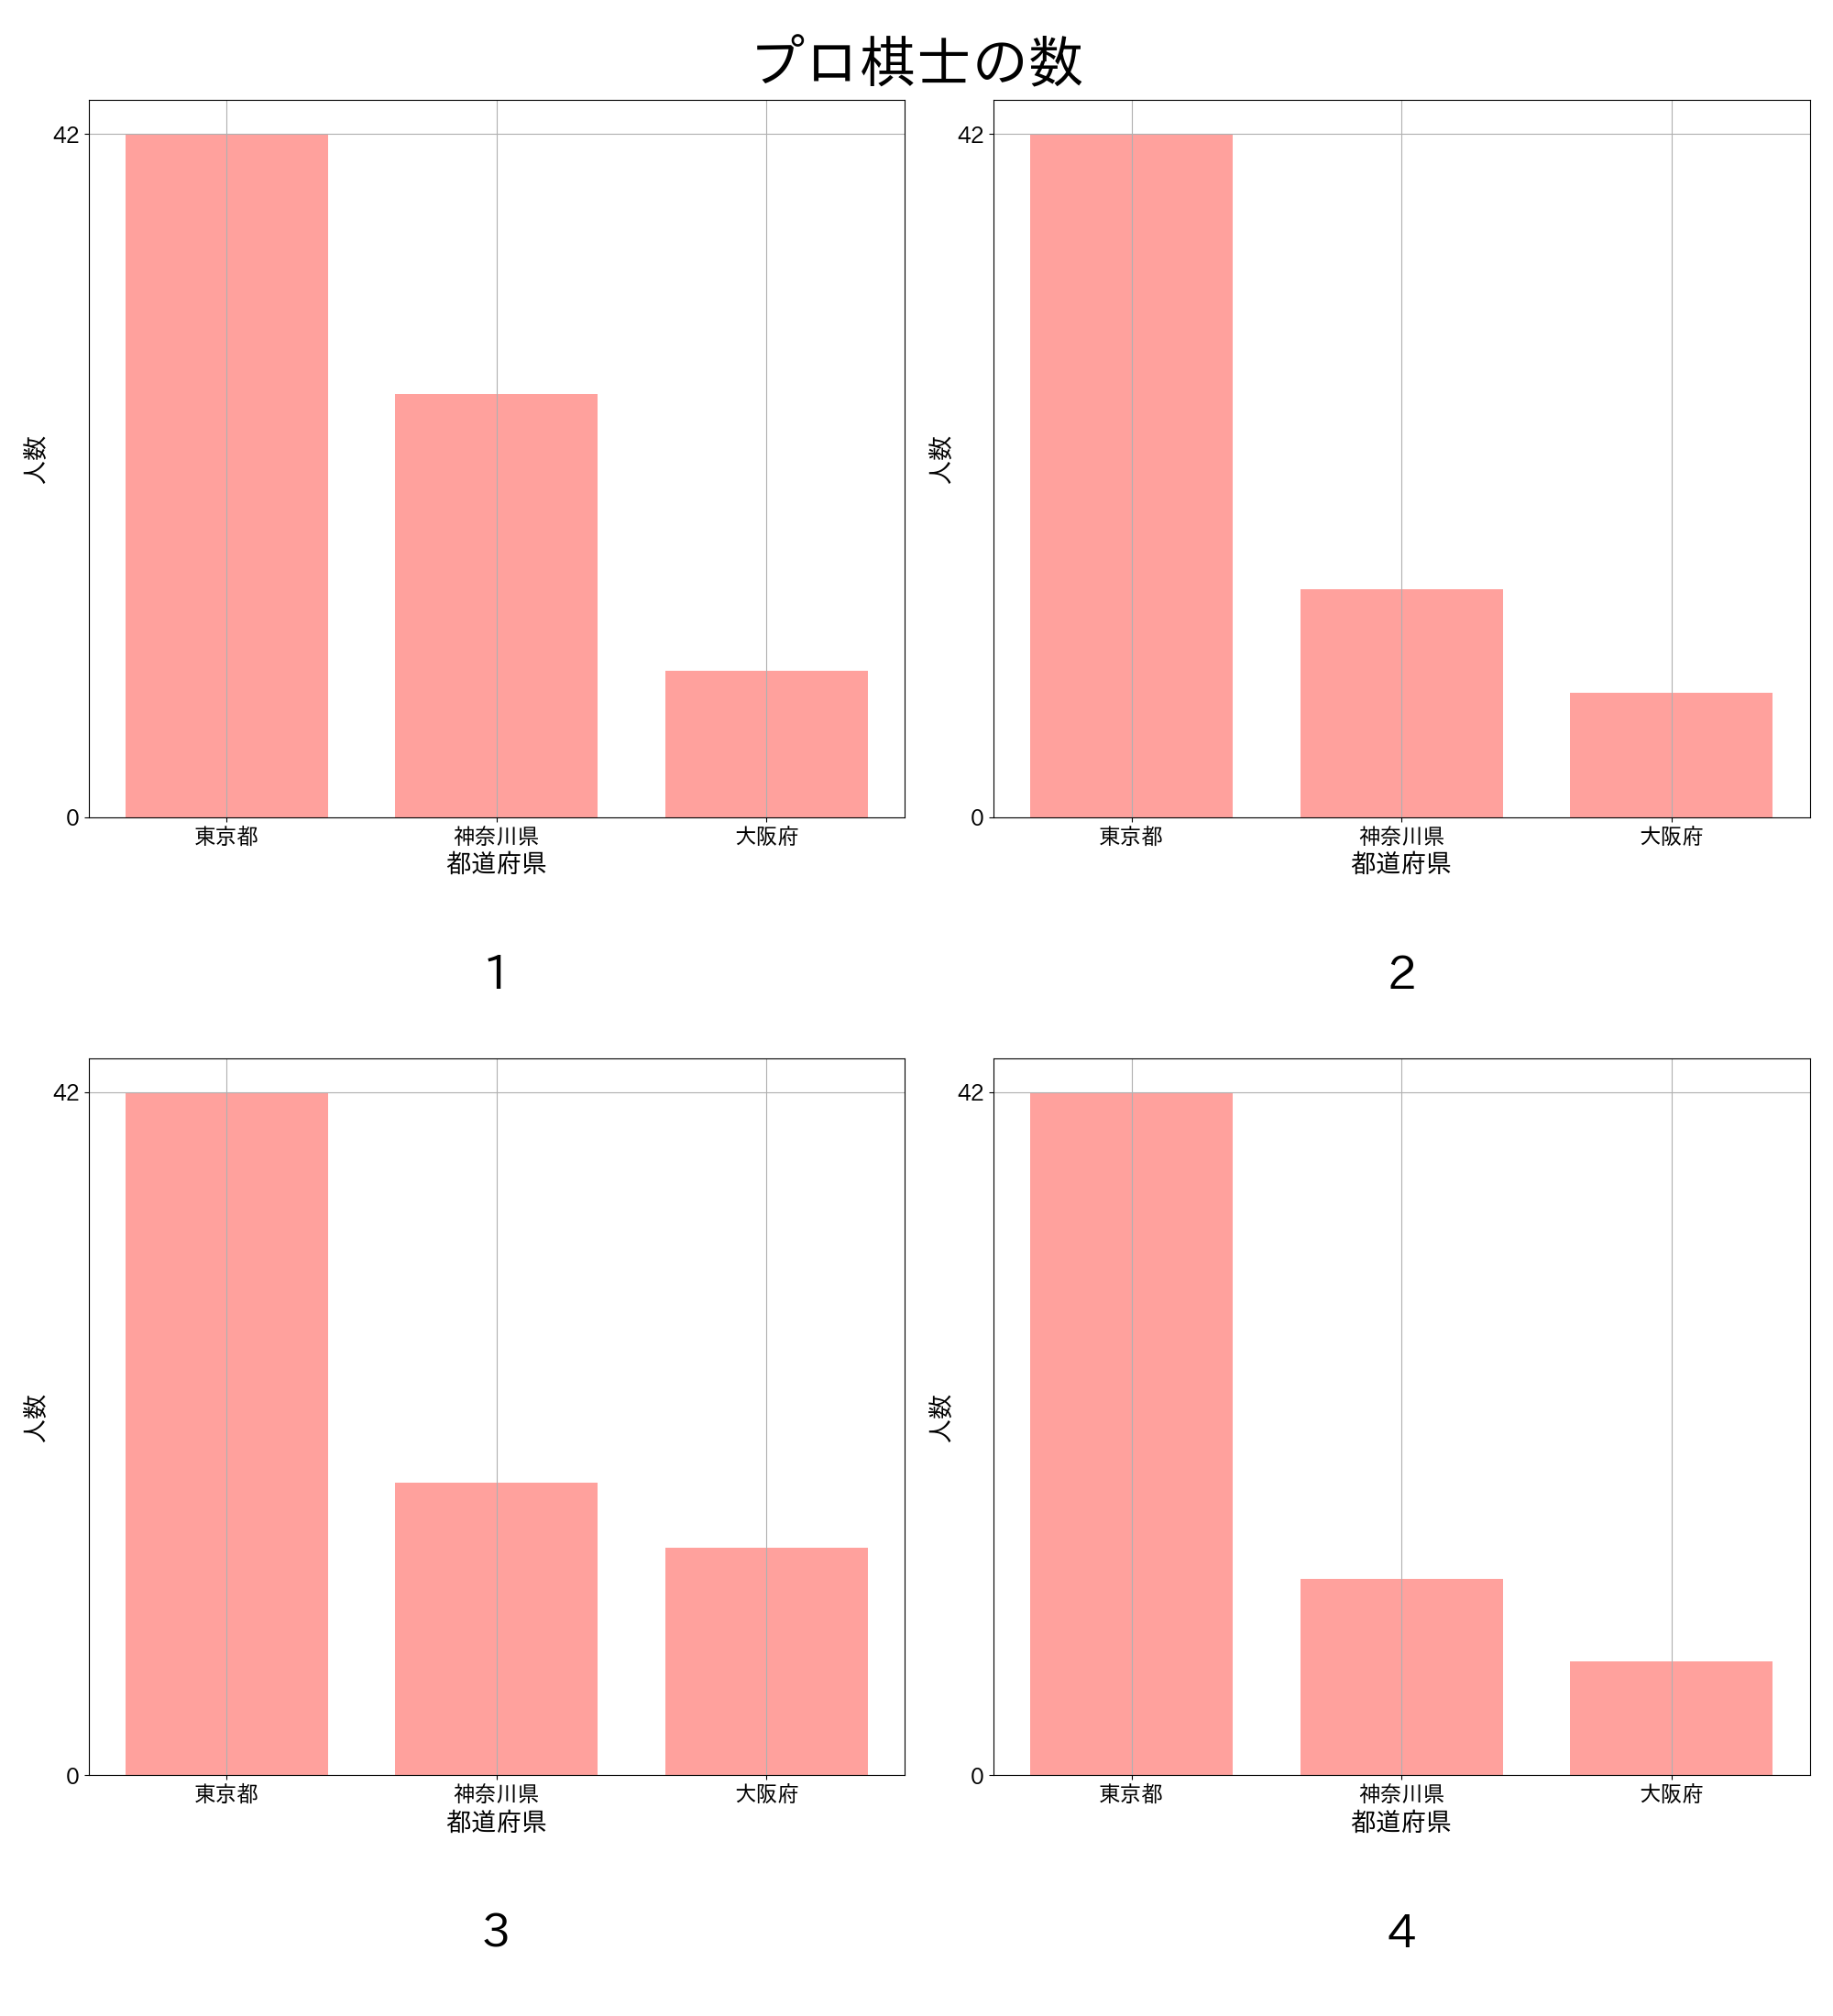 プロ棋士の数
42
人数
0
東京都 神奈川県 大阪府
都道府県
1
42
人数
0
東京都 神奈川県 大阪府
都道府県
2
42
人数
0
東京都 神奈川県 大阪府
都道府県
3
42
人数
0
東京都 神奈川県 大阪府
都道府県
4